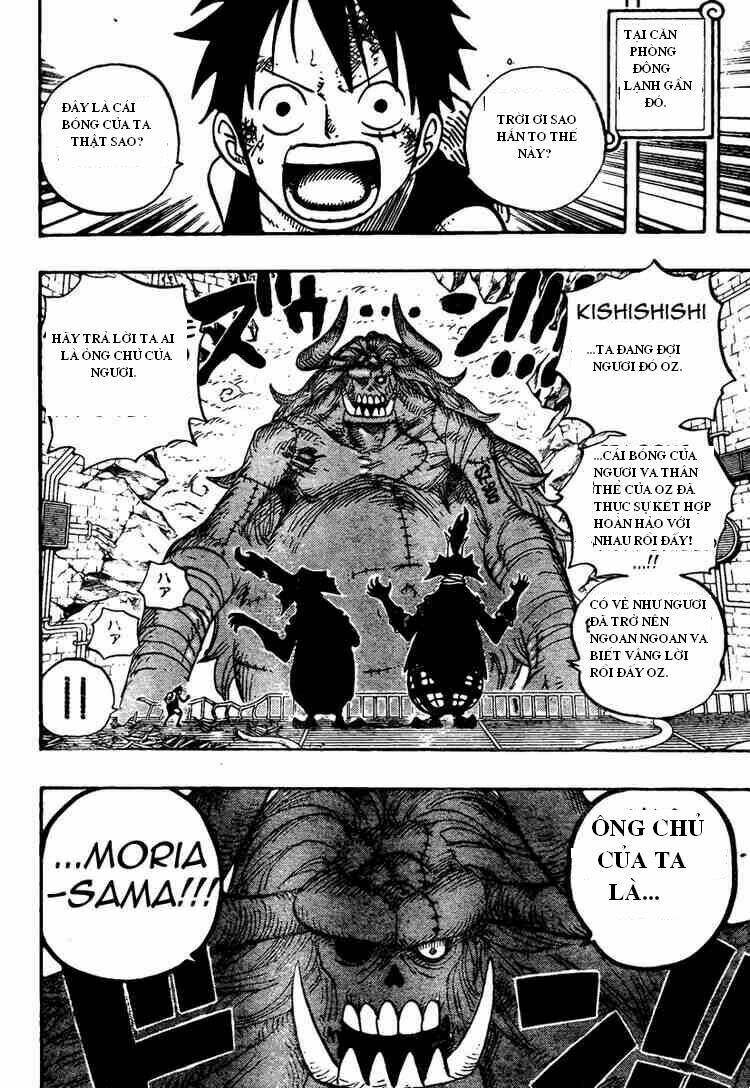 TẠI CĂN
PHÒNG
ĐÔNG
LẠNH GẦN
ĐÓ.
TRỜI ƠI SAO
HẮN TO THẾ
NÀY?
ĐÂY LÀ CÁI
BÓNG CỦA TA
THẬT SAO?
KISHISHISHI
...TA ĐANG ĐỢI
NGƯƠI ĐÓ OZ.
...CÁI BÓNG CỦA
NGƯƠI VÀ THÂN
THỂ CỦA OZ ĐÃ
THỰC SỰ KẾT HỢP
HOÀN HẢO VỚI
NHAU RỒI ĐẤY!
...!!
CÓ VẺ NHƯ NGƯƠI
ĐÃ TRỞ NÊN
NGOAN NGOAN VÀ
BIẾT VÂNG LỜI
RỒI ĐẤY OZ.
HÃY TRẢ LỜI TA AI
LÀ ÔNG CHỦ CỦA
NGƯƠI.
ズゥ...
ハァ
ハァ
!!
ÔNG CHỦ
CỦA TA
LÀ...
...MORIA
-SAMA!!!
ドーン